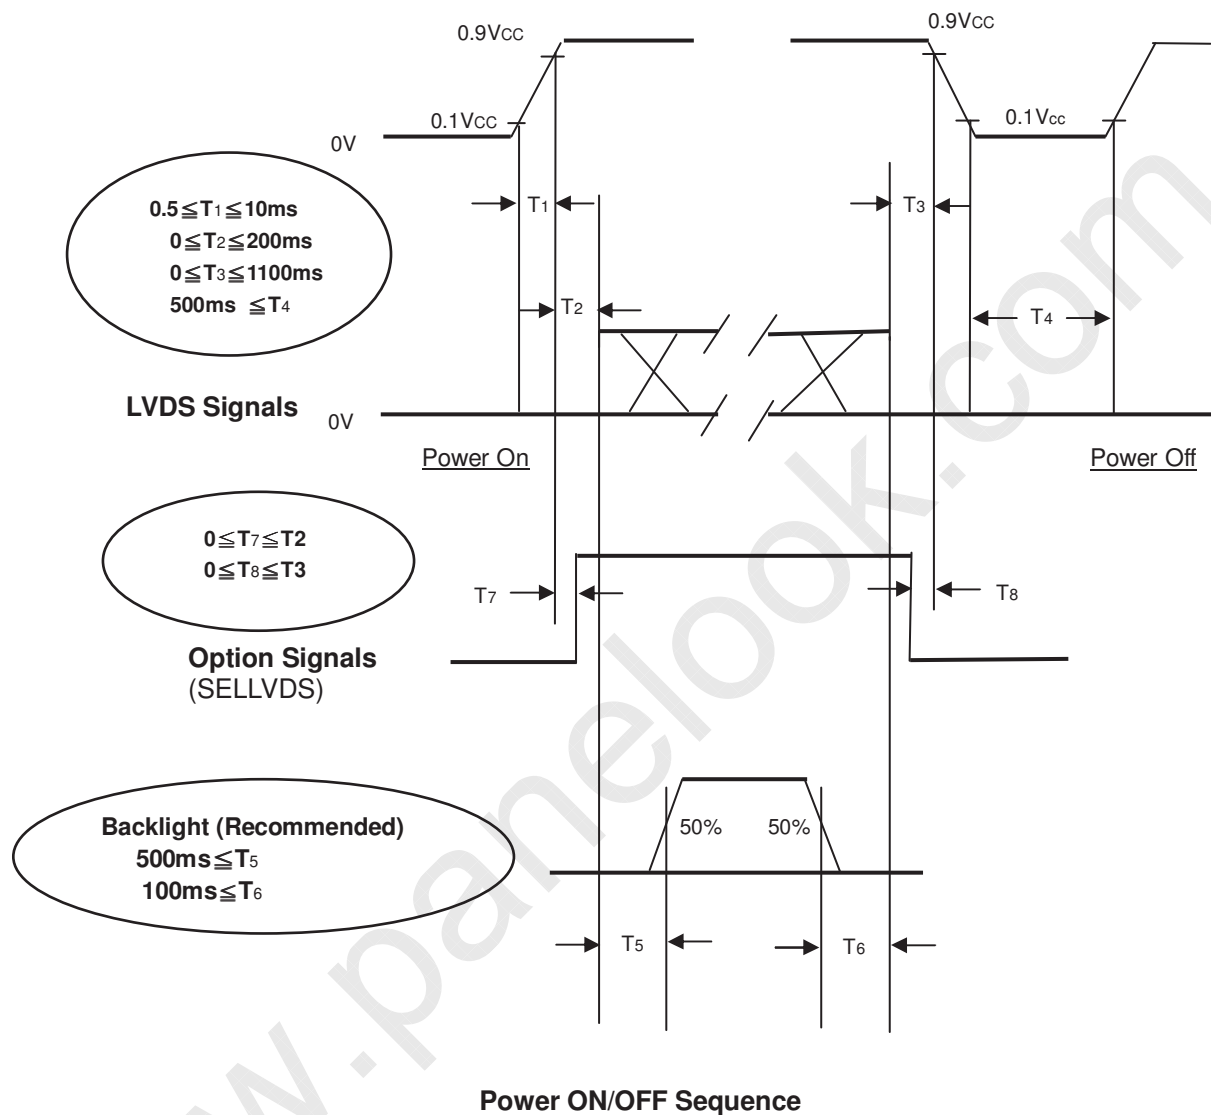 0.9VCC
0.9VCC
0.1VCC
0.1Vcc
0V
0.5≦T1≦10ms
0≦T2≦200ms
0≦T3≦1100ms
500ms ≦T4
T1
T3
T2
T4
LVDS Signals
0V
Power On
Power Off
0≦T7≦T2
0≦T8≦T3
T7
T8
Option Signals
(SELLVDS)
Backlight (Recommended)
500ms≦T5
100ms≦T6
50%
50%
T5
T6
Power ON/OFF Sequence
w.panelook.com